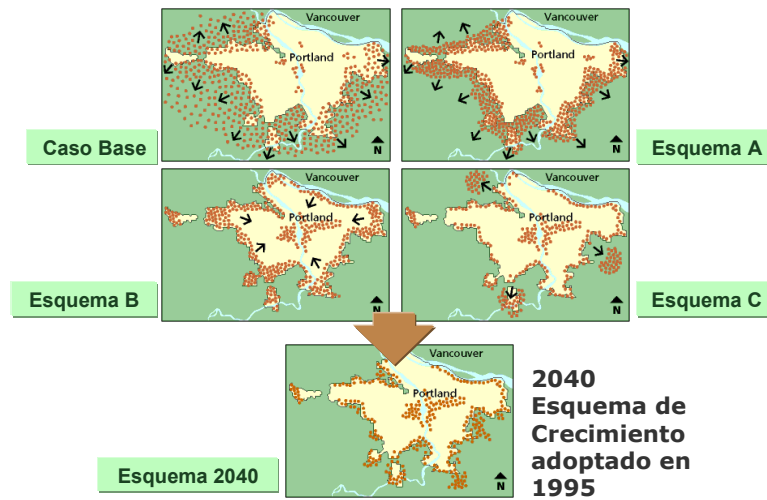 Vancouver
Portland
N
Caso Base
Vancouver
Portland
N
Esquema A
Vancouver
Portland
N
Esquema B
Vancouver
Portland
N
Esquema C
Vancouver
Portland
N
Esquema 2040
2040
Esquema de
Crecimiento
adoptado en
1995